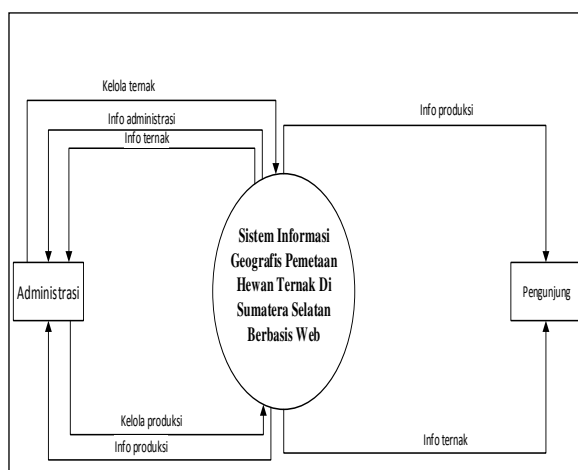 Kelola ternak
Info administrasi
Info ternak
Info produksi
Sistem Informasi
Geografis Pemetaan
Hewan Ternak Di
Sumatera Selatan
Berbasis Web
Administrasi
Pengunjung
Kelola produksi
Info produksi
Info ternak